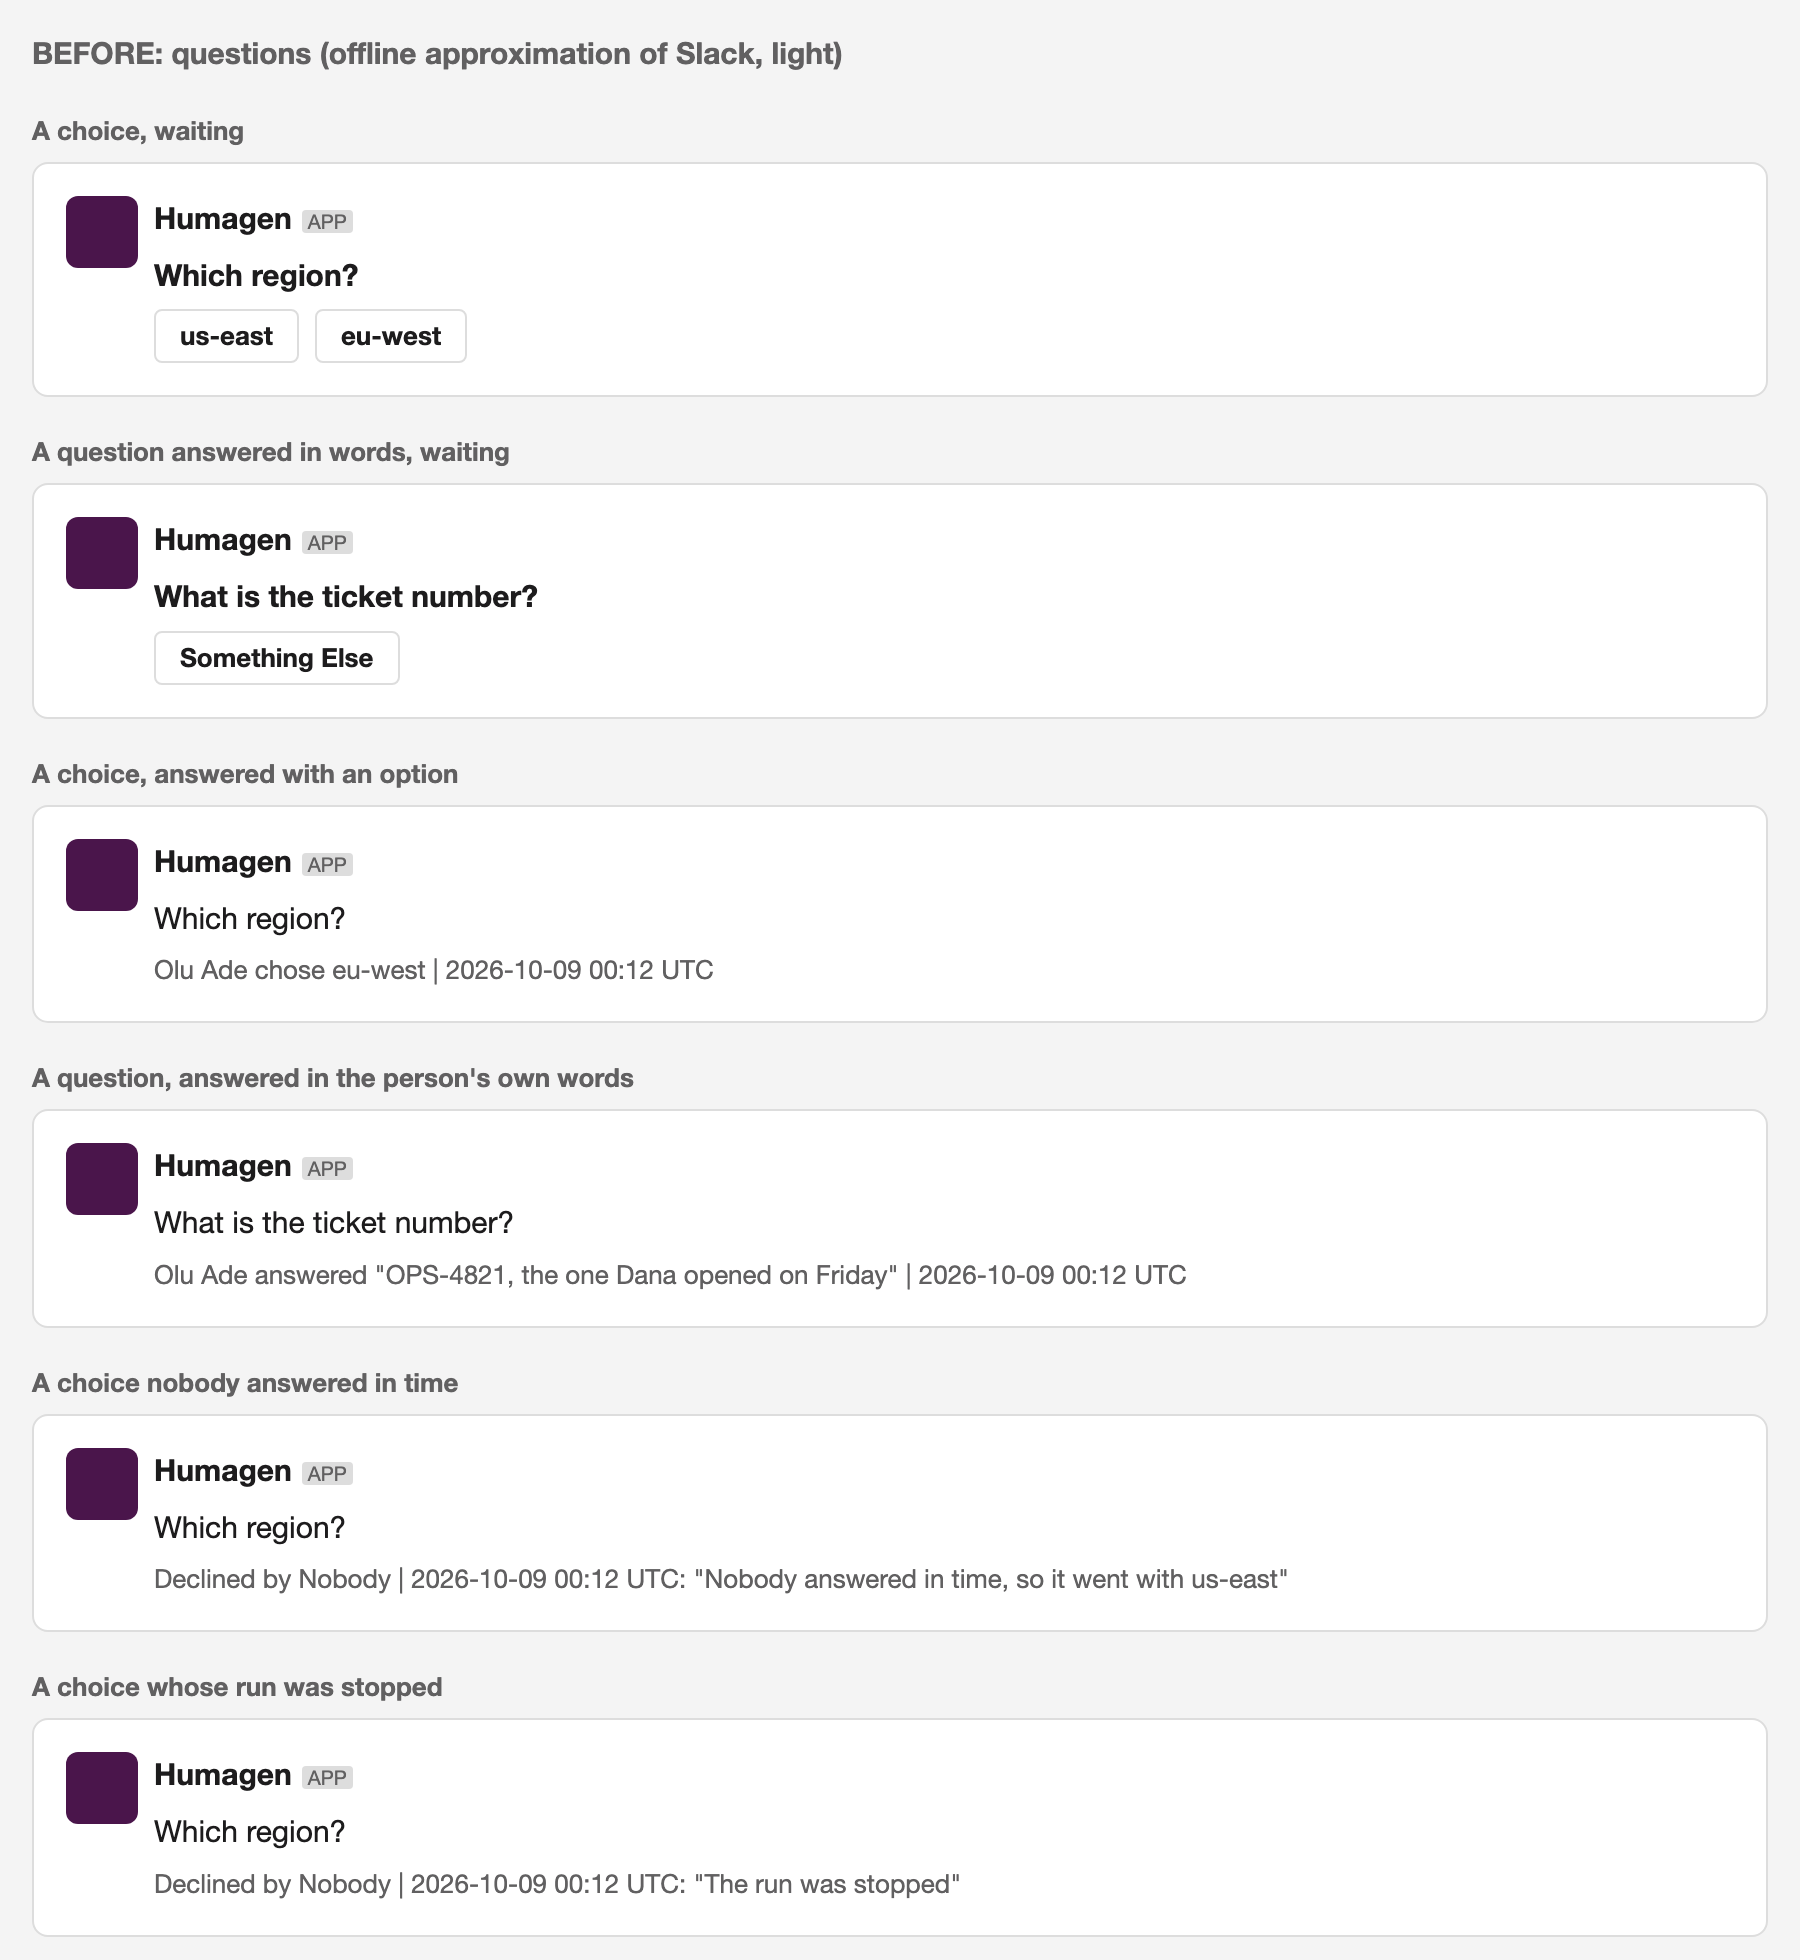 BEFORE: questions (offline approximation of Slack, light)
A choice, waiting
Humagen APP
Which region?
us-east eu-west
A question answered in words, waiting
Humagen APP
What is the ticket number?
Something Else
A choice, answered with an option
Humagen APP
Which region?
Olu Ade chose eu-west | 2026-10-09 00:12 UTC
A question, answered in the person's own words
Humagen APP
What is the ticket number?
Olu Ade answered "OPS-4821, the one Dana opened on Friday" | 2026-10-09 00:12 UTC
A choice nobody answered in time
Humagen APP
Which region?
Declined by Nobody | 2026-10-09 00:12 UTC: "Nobody answered in time, so it went with us-east"
A choice whose run was stopped
Humagen APP
Which region?
Declined by Nobody | 2026-10-09 00:12 UTC: "The run was stopped"